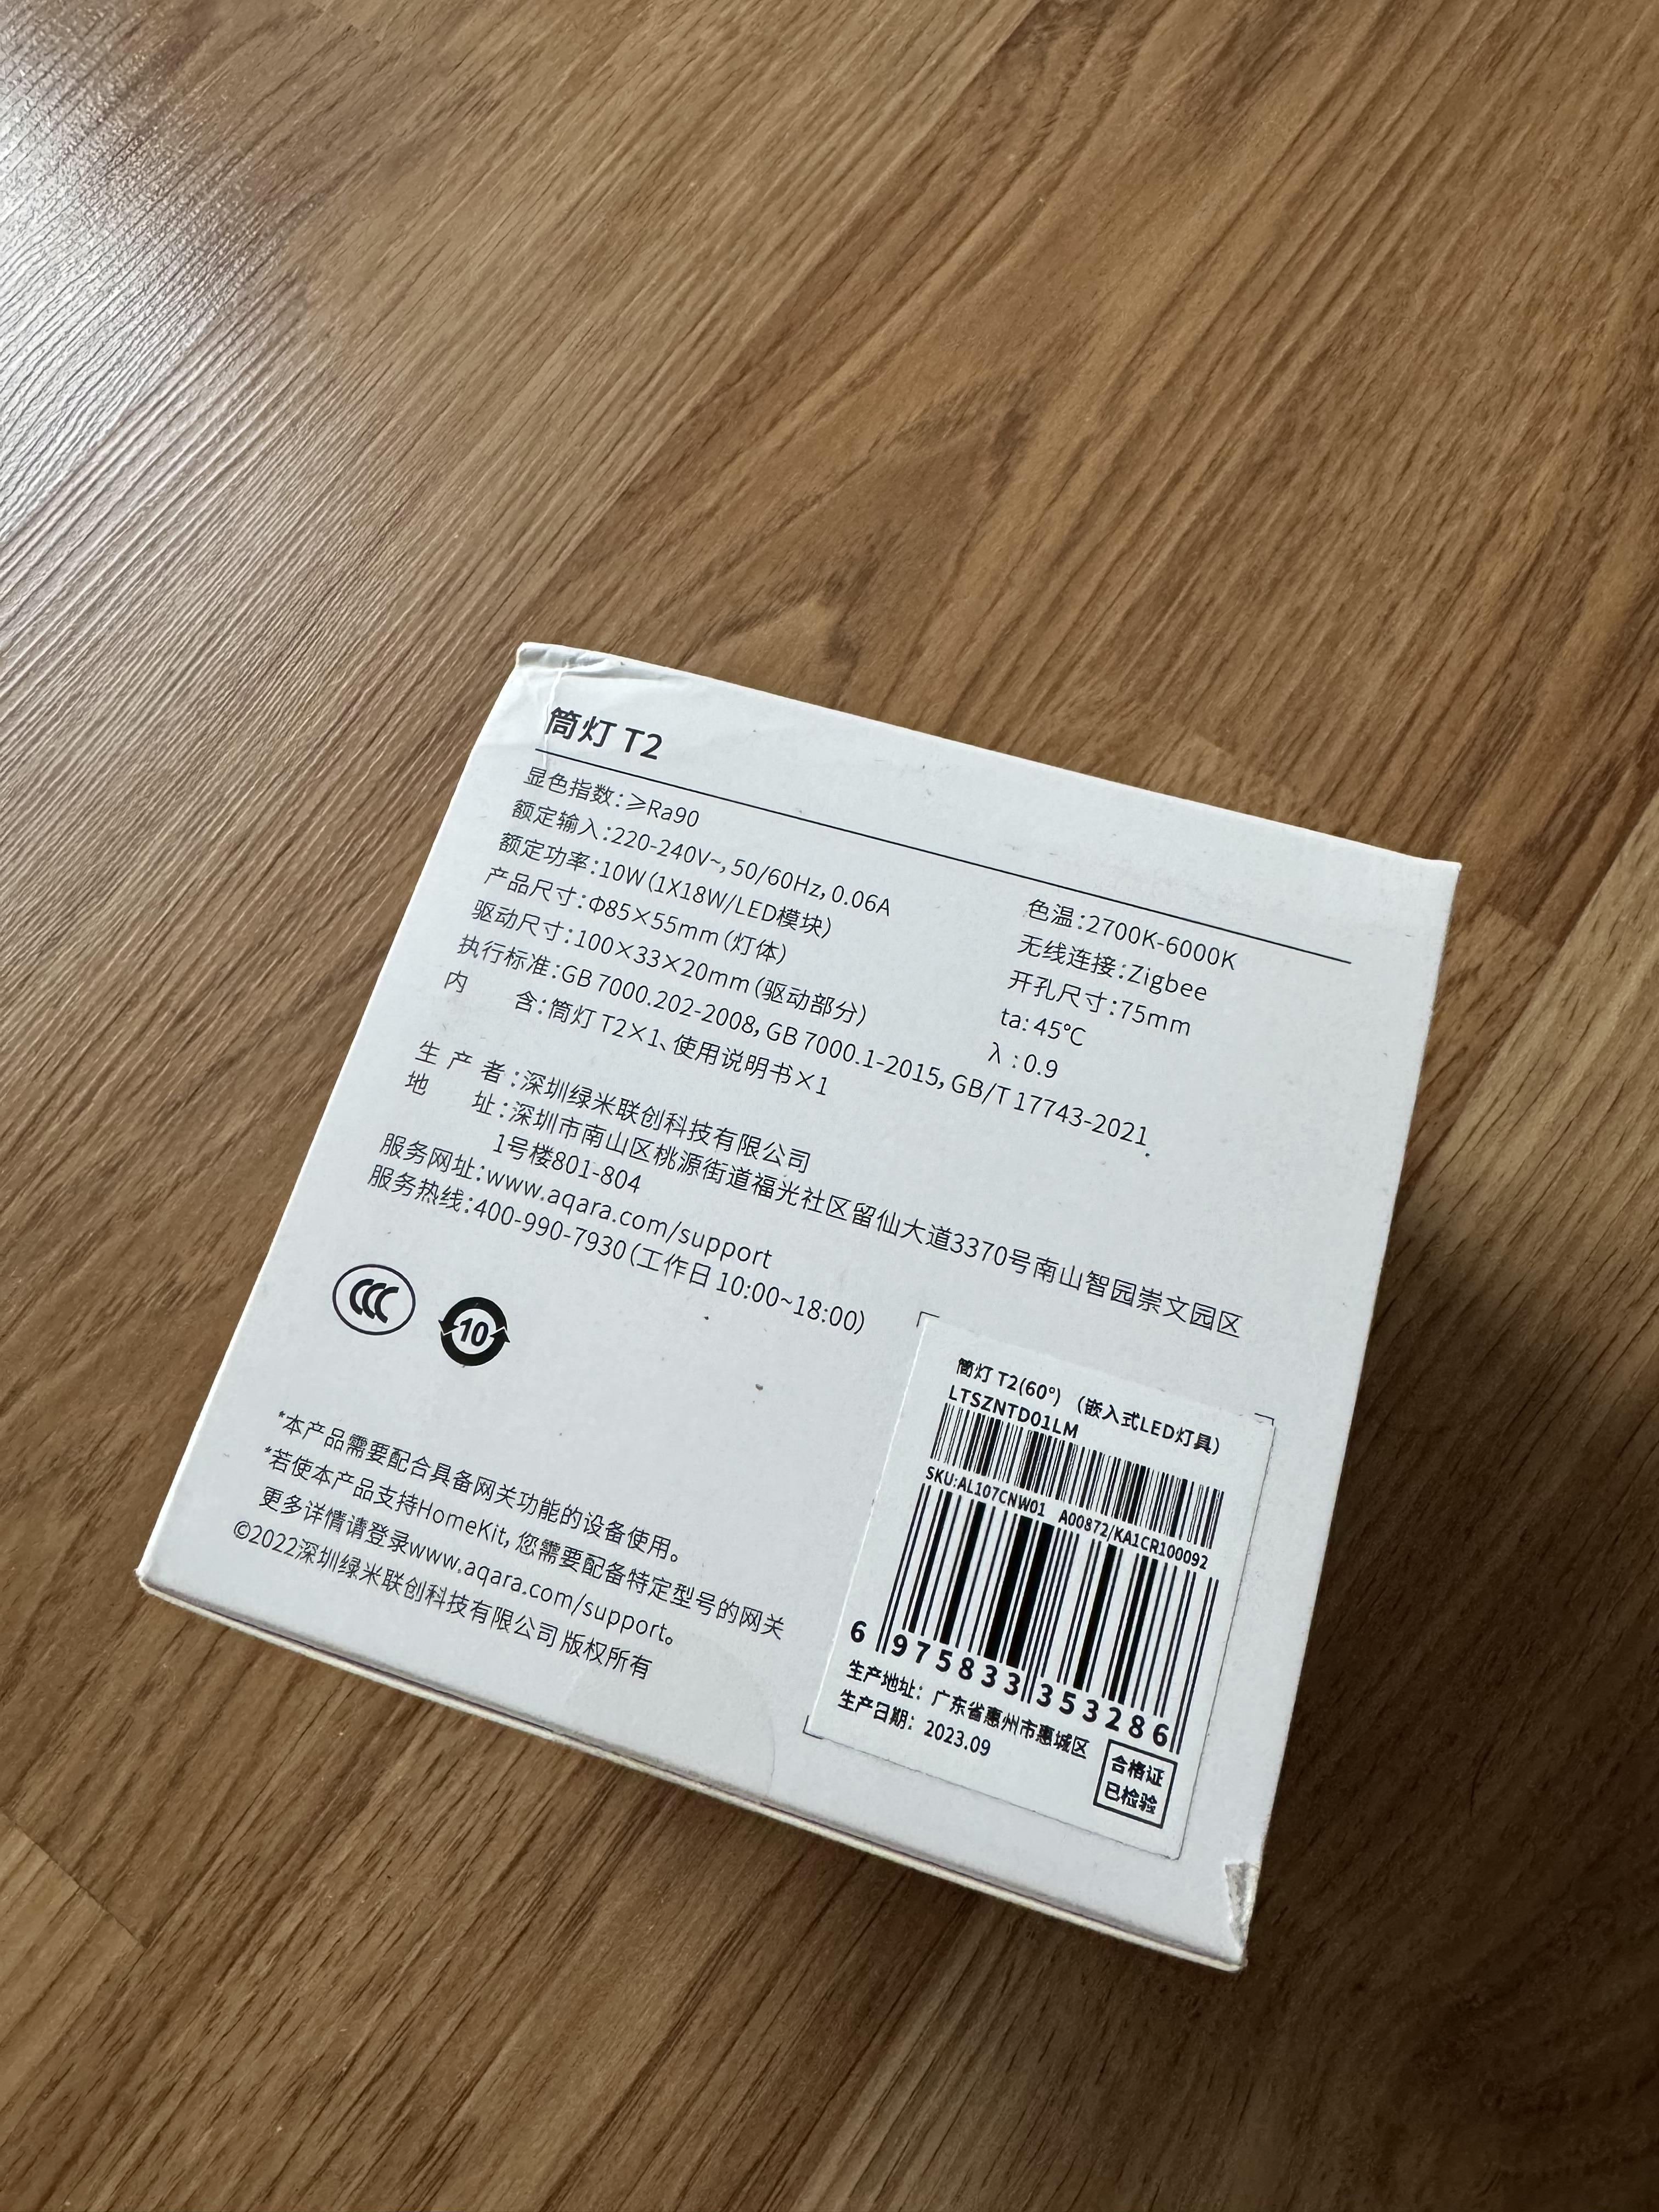 筒灯 T2
显色指数：≥Ra90
额定输入：220-240V~, 50/60Hz, 0.06A
额定功率：10W（1X18W/LED模块）
产品尺寸：Φ85×55mm（灯体）
驱动尺寸：100×33×20mm（驱动部分）
执行标准：GB 7000.202-2008, GB 7000.1-2015, GB/T 17743-2021
内 含：筒灯 T2×1、使用说明书×1
色温：2700K-6000K
无线连接：Zigbee
开孔尺寸：75mm
ta: 45℃
λ : 0.9
生 产 者：深圳绿米联创科技有限公司
地 址：深圳市南山区桃源街道福光社区留仙大道3370号南山智园崇文园区
1号楼801-804
服务网址：www.aqara.com/support
服务热线：400-990-7930（工作日 10:00~18:00）
CCC
10
*本产品需要配合具备网关功能的设备使用。
*若使本产品支持HomeKit, 您需要配备特定型号的网关
更多详情请登录www.aqara.com/support。
©2022深圳绿米联创科技有限公司 版权所有
筒灯 T2(60°) （嵌入式LED灯具）
LTSZNTD01LM
SKU:AL107CNW01 A00872/KA1CR100092
6 975833 353286
生产地址：广东省惠州市惠城区
生产日期：2023.09
合格证
已检验